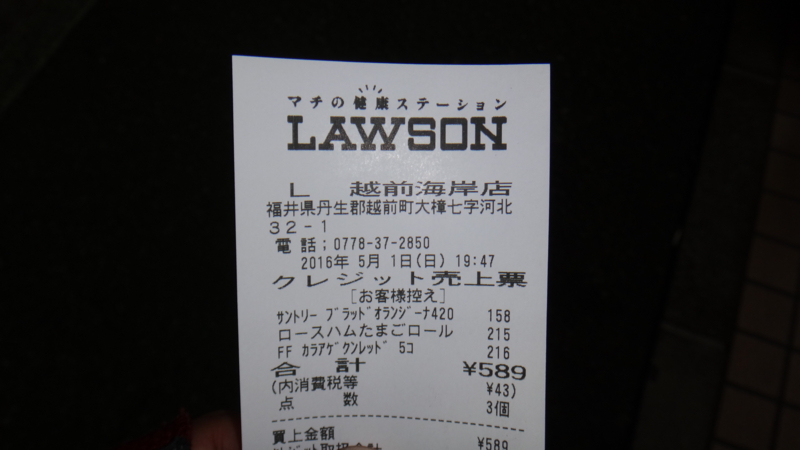 マチの健康ステーション
LAWSON
L 越前海岸店
福井県丹生郡越前町大樟七字河北
32-1
電話;0778-37-2850
2016年 5月 1日(日) 19:47
クレジット売上票
[お客様控え]
サントリー ブラッドオランジーナ420 158
ロースハムたまごロール 215
FF カラアゲクンレッド 5コ 216
合計 ¥589
(内消費税等 ¥43)
点数 3個
買上金額 ¥589